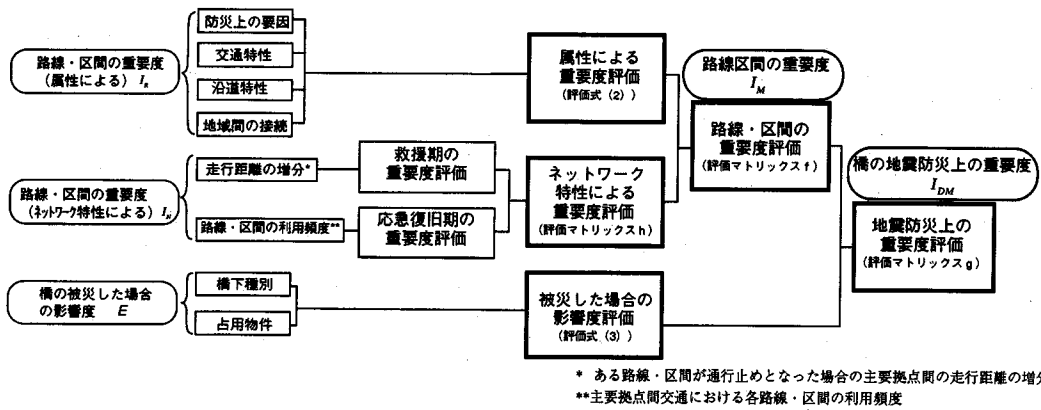 路線・区間の重要度
（属性による） I_R
防災上の要因
交通特性
沿道特性
地域間の接続
属性による
重要度評価
（評価式（2））
路線区間の重要度
I_M
路線・区間の
重要度評価
（評価マトリックスｆ）
路線・区間の重要度
（ネットワーク特性による） I_N
走行距離の増分*
路線・区間の利用頻度**
救援期の
重要度評価
応急復旧期の
重要度評価
ネットワーク
特性による
重要度評価
（評価マトリックスｈ）
橋の地震防災上の重要度
I_DM
地震防災上の
重要度評価
（評価マトリックスｇ）
橋の被災した場合
の影響度 E
橋下種別
占用物件
被災した場合の
影響度評価
（評価式（3））
* ある路線・区間が通行止めとなった場合の主要拠点間の走行距離の増分
**主要拠点間交通における各路線・区間の利用頻度